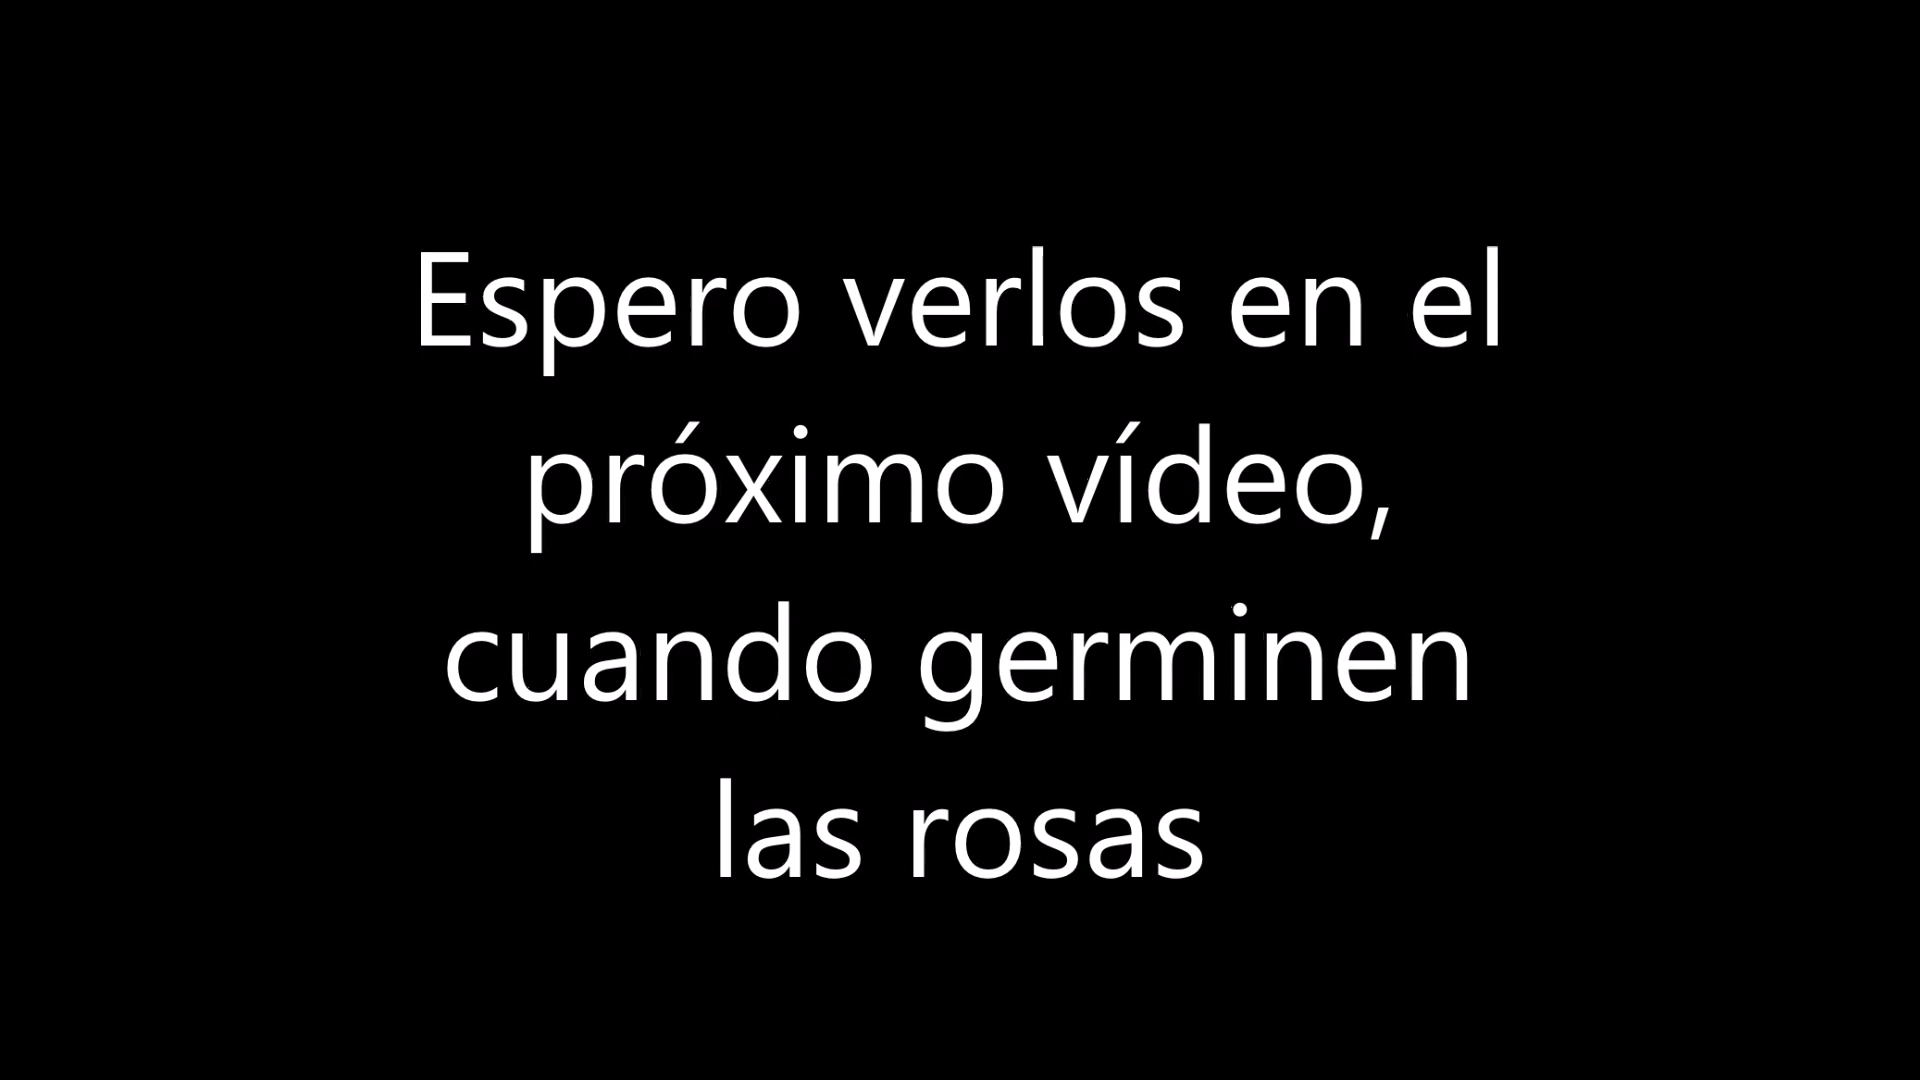 Espero verlos en el
próximo vídeo,
cuando germinen
las rosas